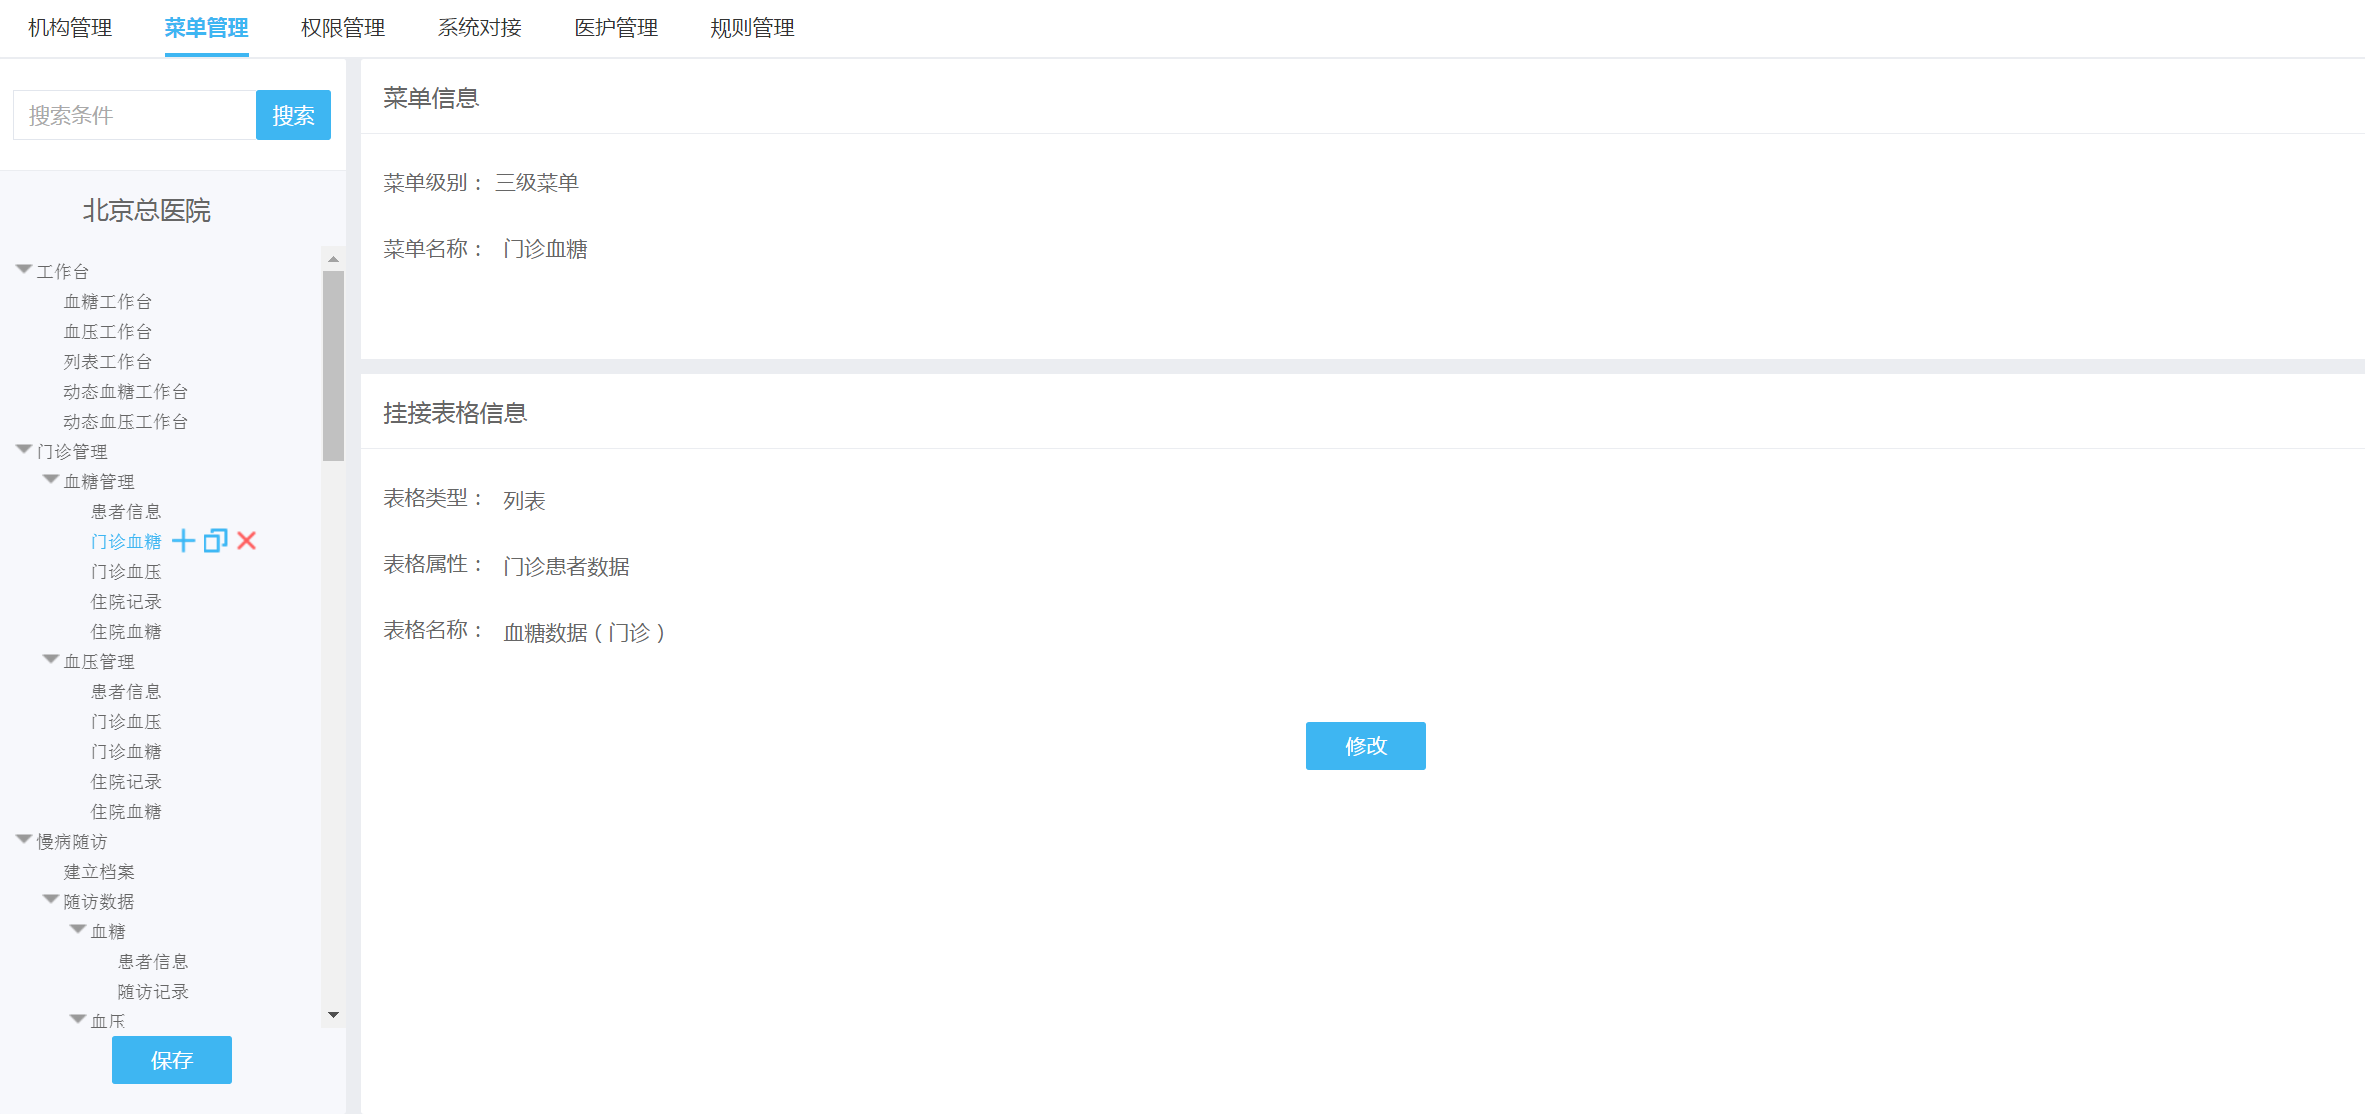 机构管理 菜单管理 权限管理 系统对接 医护管理 规则管理
搜索条件 搜索
北京总医院
工作台
血糖工作台
血压工作台
列表工作台
动态血糖工作台
动态血压工作台
门诊管理
血糖管理
患者信息
门诊血糖
门诊血压
住院记录
住院血糖
血压管理
患者信息
门诊血压
门诊血糖
住院记录
住院血糖
慢病随访
建立档案
随访数据
血糖
患者信息
随访记录
血压
保存
菜单信息
菜单级别： 三级菜单
菜单名称： 门诊血糖
挂接表格信息
表格类型： 列表
表格属性： 门诊患者数据
表格名称： 血糖数据（门诊）
修改